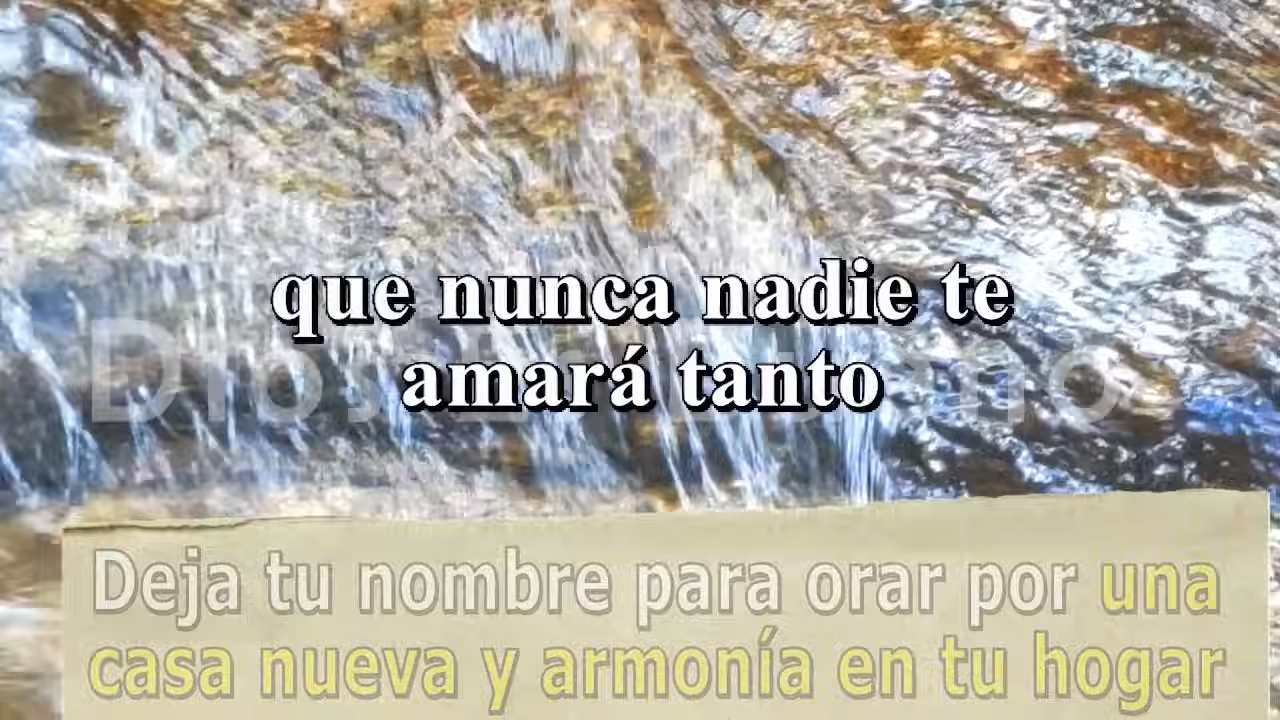 que nunca nadie te
amará tanto
Deja tu nombre para orar por una
casa nueva y armonía en tu hogar